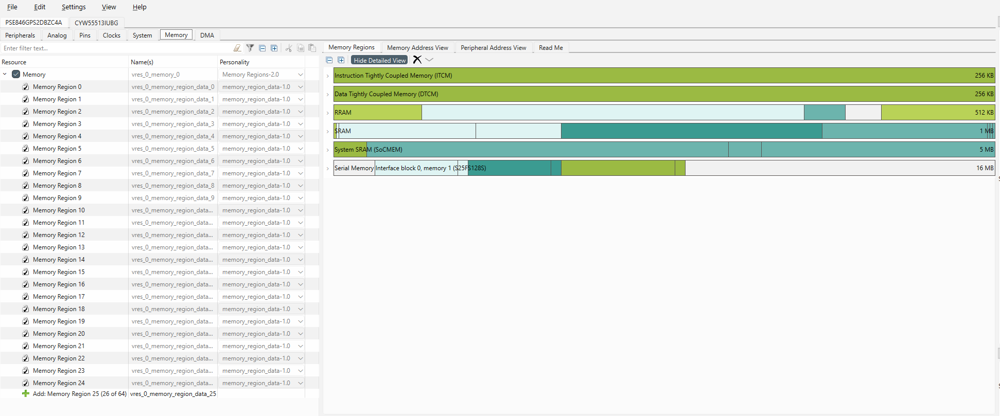 File Edit Settings View Help
PSE846GPS2DBZC4A CYW55513IUBG
Peripherals Analog Pins Clocks System Memory DMA
Enter filter text...
Resource Name(s) Personality
Memory vres_0_memory_0 Memory Regions-2.0
Memory Region 0 vres_0_memory_region_data_0 memory_region_data-1.0
Memory Region 1 vres_0_memory_region_data_1 memory_region_data-1.0
Memory Region 2 vres_0_memory_region_data_2 memory_region_data-1.0
Memory Region 3 vres_0_memory_region_data_3 memory_region_data-1.0
Memory Region 4 vres_0_memory_region_data_4 memory_region_data-1.0
Memory Region 5 vres_0_memory_region_data_5 memory_region_data-1.0
Memory Region 6 vres_0_memory_region_data_6 memory_region_data-1.0
Memory Region 7 vres_0_memory_region_data_7 memory_region_data-1.0
Memory Region 8 vres_0_memory_region_data_8 memory_region_data-1.0
Memory Region 9 vres_0_memory_region_data_9 memory_region_data-1.0
Memory Region 10 vres_0_memory_region_data... memory_region_data-1.0
Memory Region 11 vres_0_memory_region_data... memory_region_data-1.0
Memory Region 12 vres_0_memory_region_data... memory_region_data-1.0
Memory Region 13 vres_0_memory_region_data... memory_region_data-1.0
Memory Region 14 vres_0_memory_region_data... memory_region_data-1.0
Memory Region 15 vres_0_memory_region_data... memory_region_data-1.0
Memory Region 16 vres_0_memory_region_data... memory_region_data-1.0
Memory Region 17 vres_0_memory_region_data... memory_region_data-1.0
Memory Region 18 vres_0_memory_region_data... memory_region_data-1.0
Memory Region 19 vres_0_memory_region_data... memory_region_data-1.0
Memory Region 20 vres_0_memory_region_data... memory_region_data-1.0
Memory Region 21 vres_0_memory_region_data... memory_region_data-1.0
Memory Region 22 vres_0_memory_region_data... memory_region_data-1.0
Memory Region 23 vres_0_memory_region_data... memory_region_data-1.0
Memory Region 24 vres_0_memory_region_data... memory_region_data-1.0
Add: Memory Region 25 (26 of 64) vres_0_memory_region_data_25
Memory Regions Memory Address View Peripheral Address View Read Me
Hide Detailed View
Instruction Tightly Coupled Memory (ITCM) 256 KB
Data Tightly Coupled Memory (DTCM) 256 KB
RRAM 512 KB
SRAM 1 MB
System SRAM (SoCMEM) 5 MB
Serial Memory Interface block 0, memory 1 (S25FS128S) 16 MB